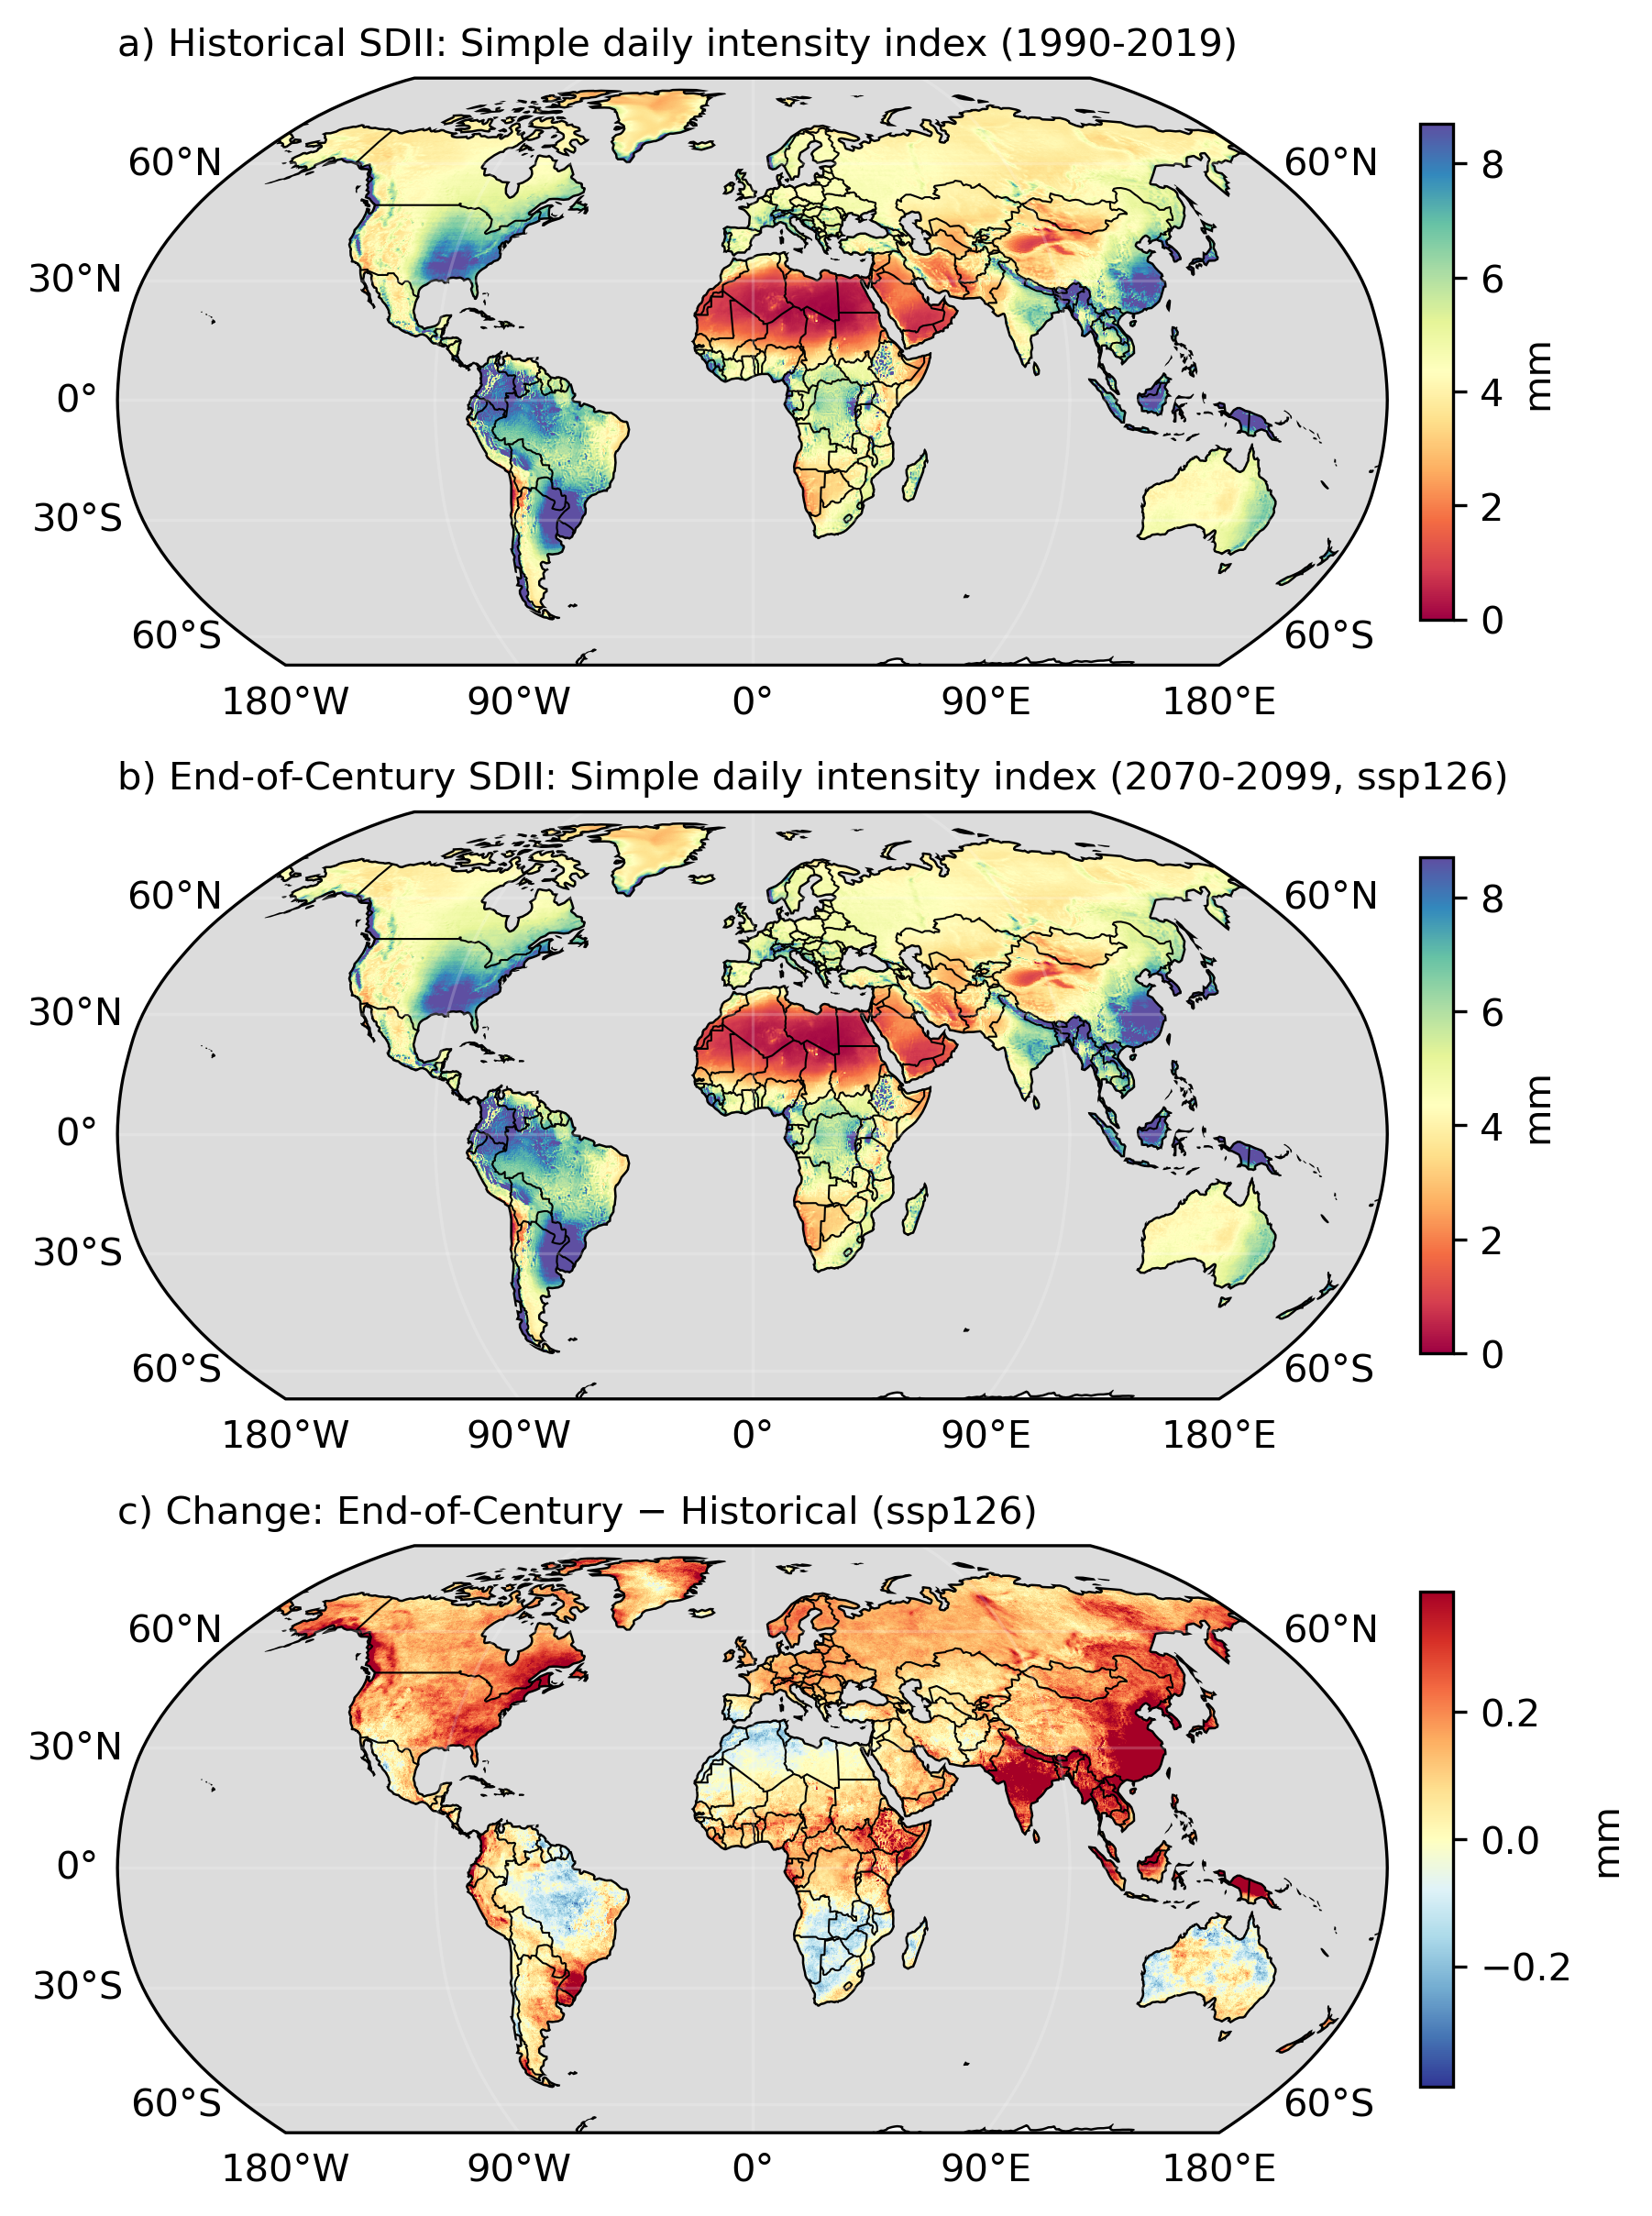 a) Historical SDII: Simple daily intensity index (1990-2019)
60°N 60°N
30°N
0°
30°S
60°S 60°S
180°W 90°W 0° 90°E 180°E
8
6
4
2
0
mm
b) End-of-Century SDII: Simple daily intensity index (2070-2099, ssp126)
60°N 60°N
30°N
0°
30°S
60°S 60°S
180°W 90°W 0° 90°E 180°E
8
6
4
2
0
mm
c) Change: End-of-Century − Historical (ssp126)
60°N 60°N
30°N
0°
30°S
60°S 60°S
180°W 90°W 0° 90°E 180°E
0.2
0.0
−0.2
mm